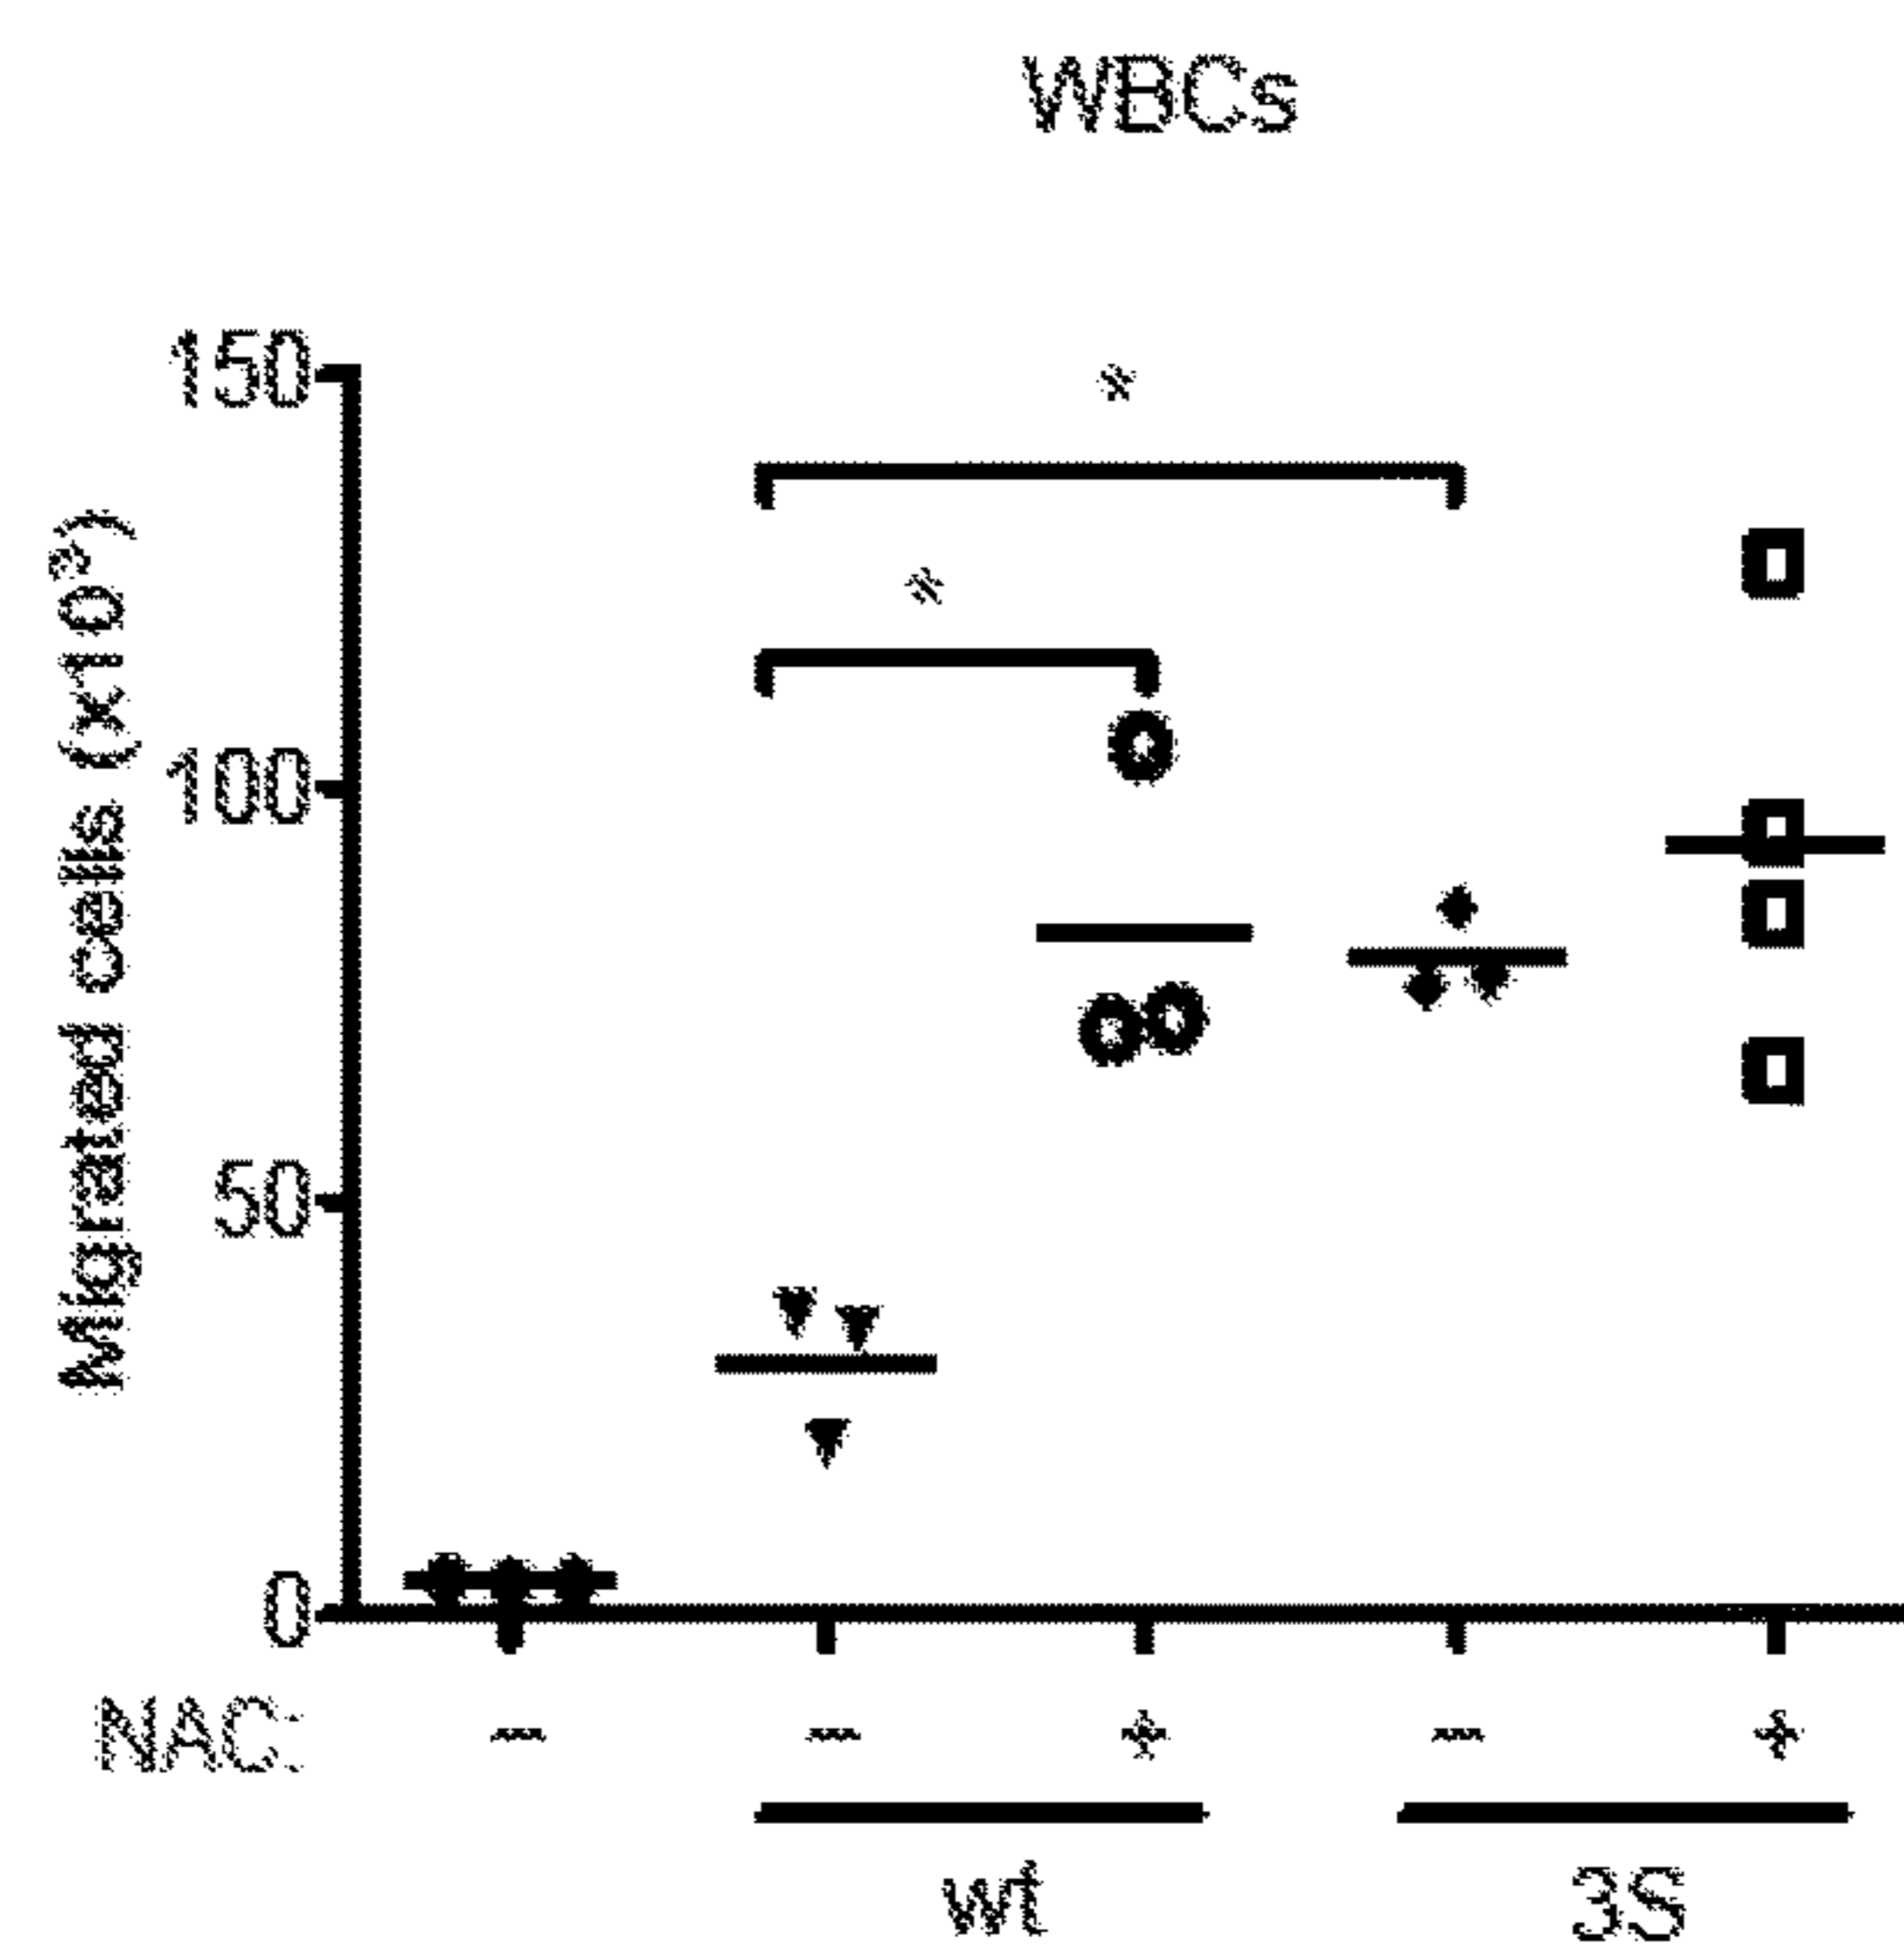 WBCs
Migrated cells (x10³)
150
100
50
0
*
*
NAC: - - + - +
wt 3S